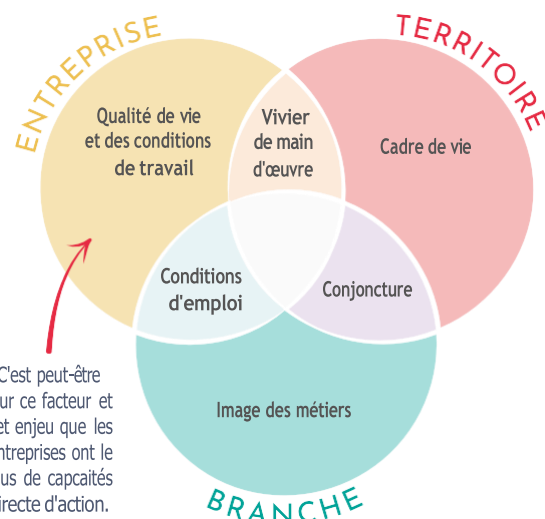 ENTREPRISE
TERRITOIRE
Qualité de vie
et des conditions
de travail
Vivier
de main
d'œuvre
Cadre de vie
Conditions
d'emploi
Conjoncture
C'est peut-être
ur ce facteur et
et enjeu que les
ntreprises ont le
us de capcaités
irecte d'action.
Image des métiers
BRANCHE